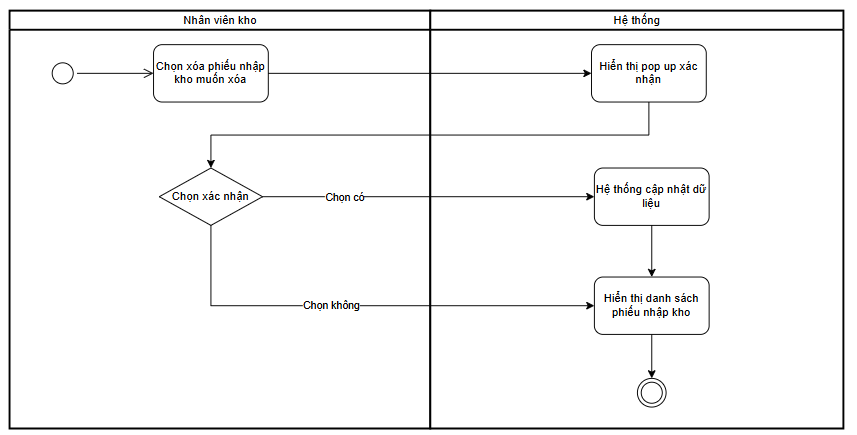 Nhân viên kho
Hệ thống
Chọn xóa phiếu nhập
kho muốn xóa
Hiển thị pop up xác
nhận
Chọn xác nhận
Chọn có
Hệ thống cập nhật dữ
liệu
Chọn không
Hiển thị danh sách
phiếu nhập kho